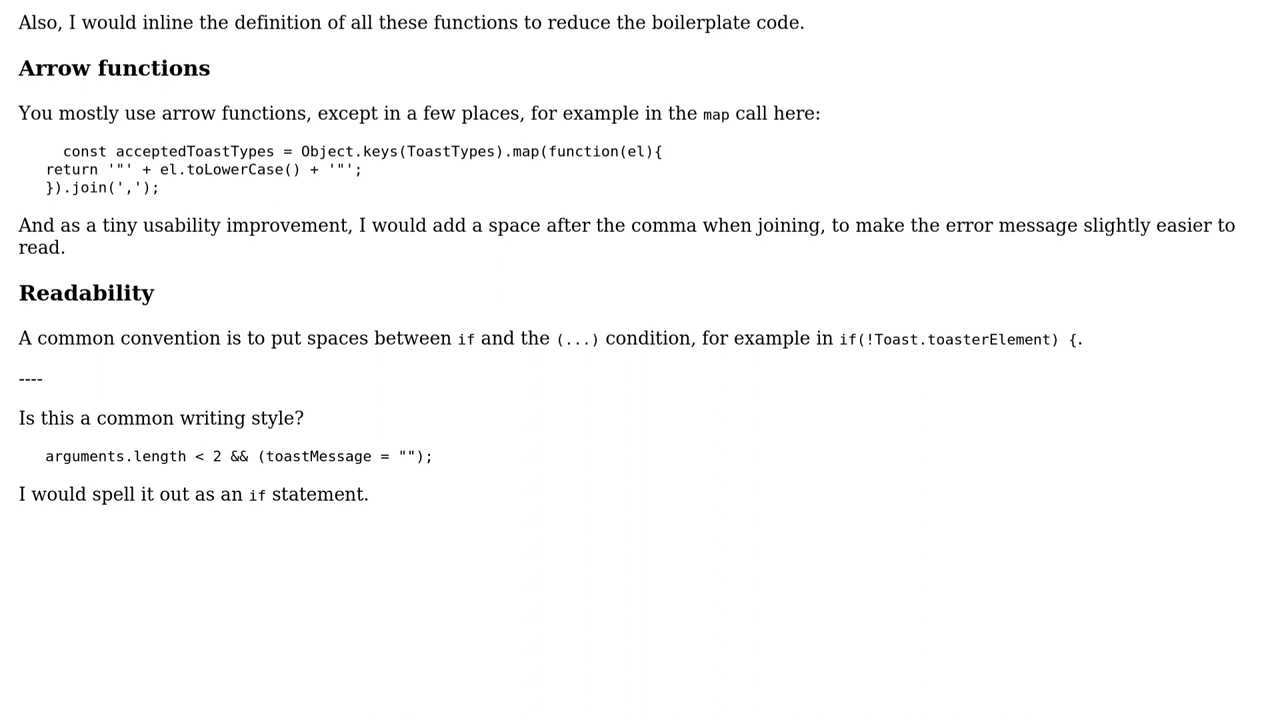 Also, I would inline the definition of all these functions to reduce the boilerplate code.
Arrow functions
You mostly use arrow functions, except in a few places, for example in the map call here:
const acceptedToastTypes = Object.keys(ToastTypes).map(function(el){
return '"' + el.toLowerCase() + '"';
}).join(',');
And as a tiny usability improvement, I would add a space after the comma when joining, to make the error message slightly easier to
read.
Readability
A common convention is to put spaces between if and the (...) condition, for example in if(!Toast.toasterElement) {.
----
Is this a common writing style?
arguments.length < 2 && (toastMessage = "");
I would spell it out as an if statement.